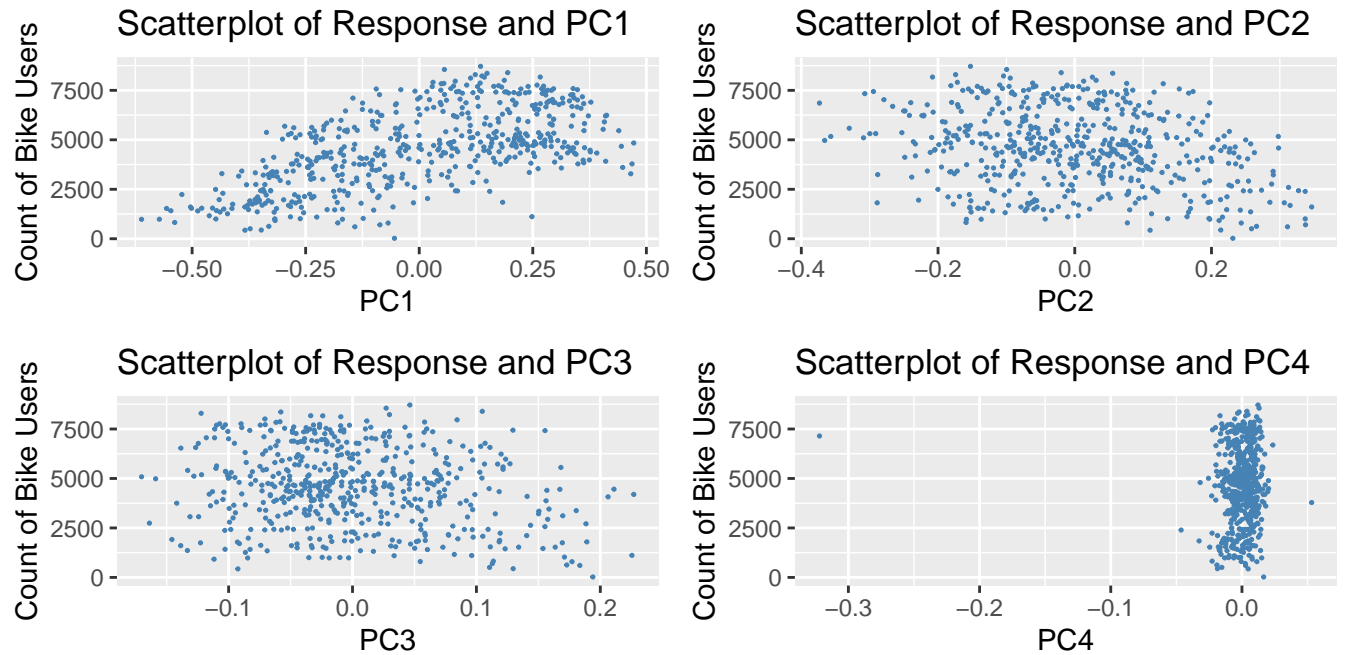 Scatterplot of Response and PC1
Count of Bike Users
7500
5000
2500
0
−0.50
−0.25
0.00
0.25
0.50
PC1
Scatterplot of Response and PC2
Count of Bike Users
7500
5000
2500
0
−0.4
−0.2
0.0
0.2
PC2
Scatterplot of Response and PC3
Count of Bike Users
7500
5000
2500
0
−0.1
0.0
0.1
0.2
PC3
Scatterplot of Response and PC4
Count of Bike Users
7500
5000
2500
0
−0.3
−0.2
−0.1
0.0
PC4